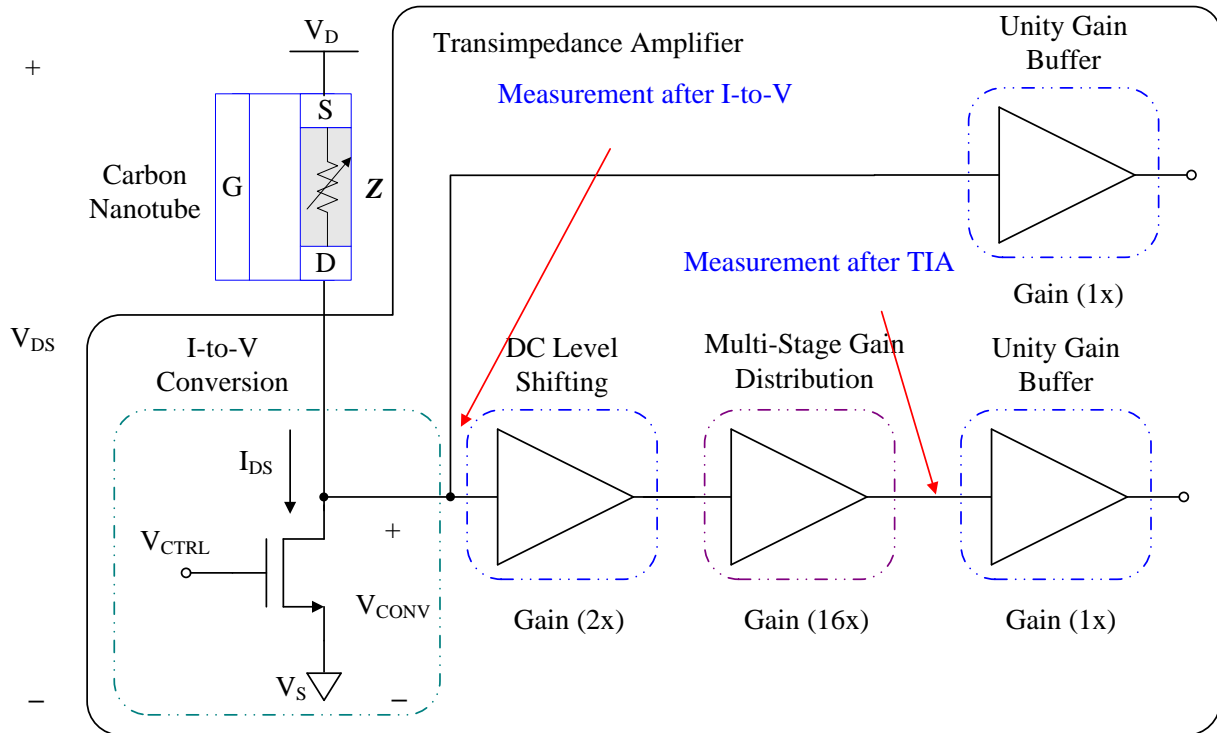 V_D
Transimpedance Amplifier
Unity Gain
Buffer
+
Measurement after I-to-V
S
Carbon
Nanotube
G
Z
D
Measurement after TIA
Gain (1x)
V_DS
I-to-V
Conversion
DC Level
Shifting
Multi-Stage Gain
Distribution
Unity Gain
Buffer
I_DS
+
V_CTRL
V_CONV
Gain (2x)
Gain (16x)
Gain (1x)
V_S
−
−